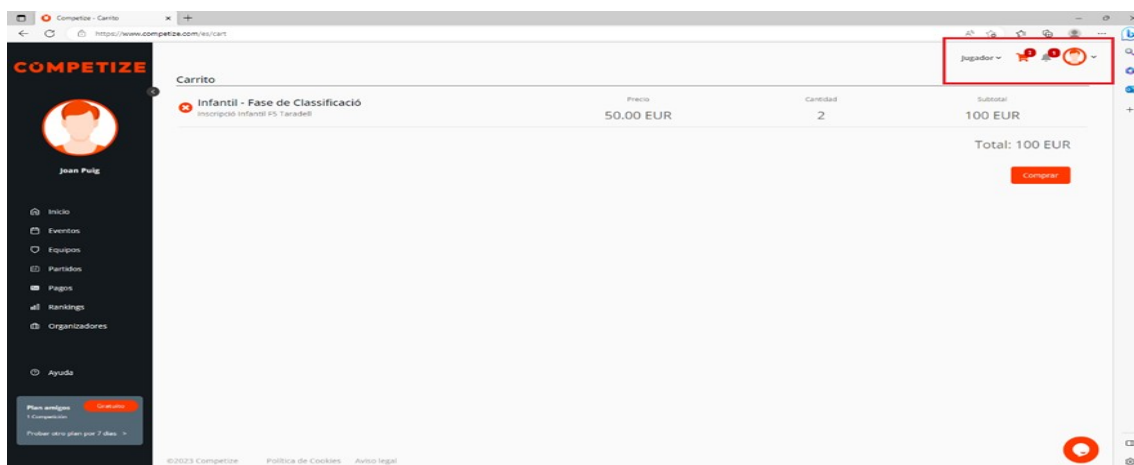 Competize - Carrito
https://www.competize.com/es/cart
COMPETIZE
Jugador
Carrito
Infantil - Fase de Classificació
Inscripció Infantil F5 Taradell
Precio
50.00 EUR
Cantidad
2
Subtotal
100 EUR
Total: 100 EUR
Comprar
Joan Puig
Inicio
Eventos
Equipos
Partidos
Pagos
Rankings
Organizadores
Ayuda
Plan amigos
Gratuito
1 Competición
Probar otro plan por 7 días >
©2023 Competize
Política de Cookies
Aviso legal